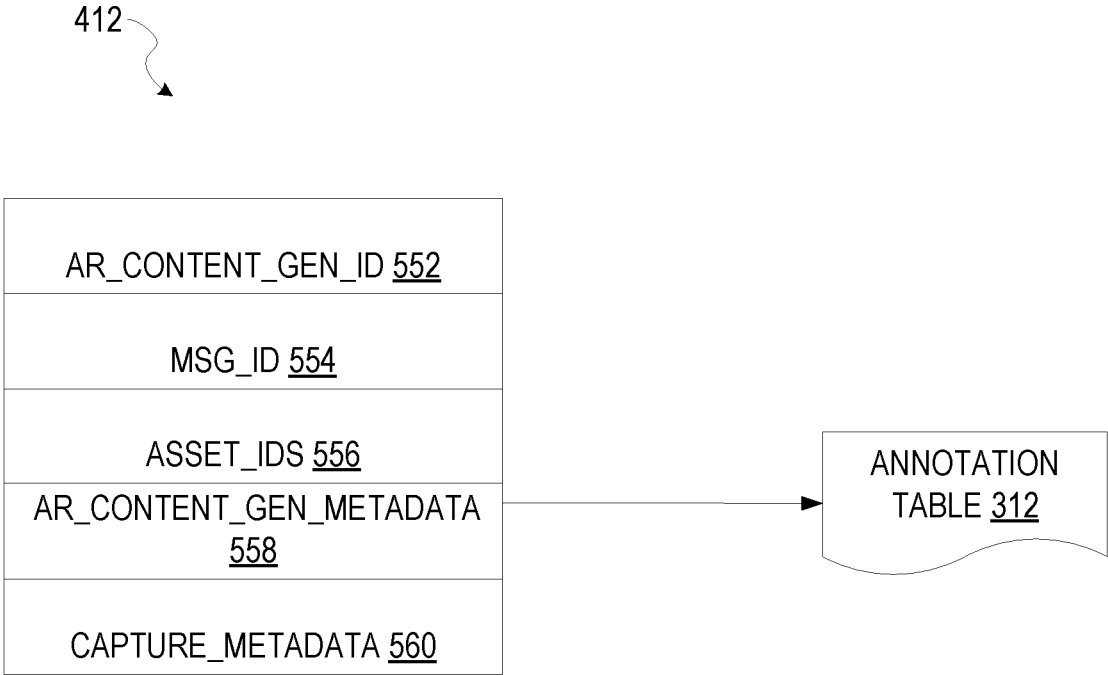 412
AR_CONTENT_GEN_ID 552
MSG_ID 554
ASSET_IDS 556
AR_CONTENT_GEN_METADATA
558
CAPTURE_METADATA 560
ANNOTATION
TABLE 312